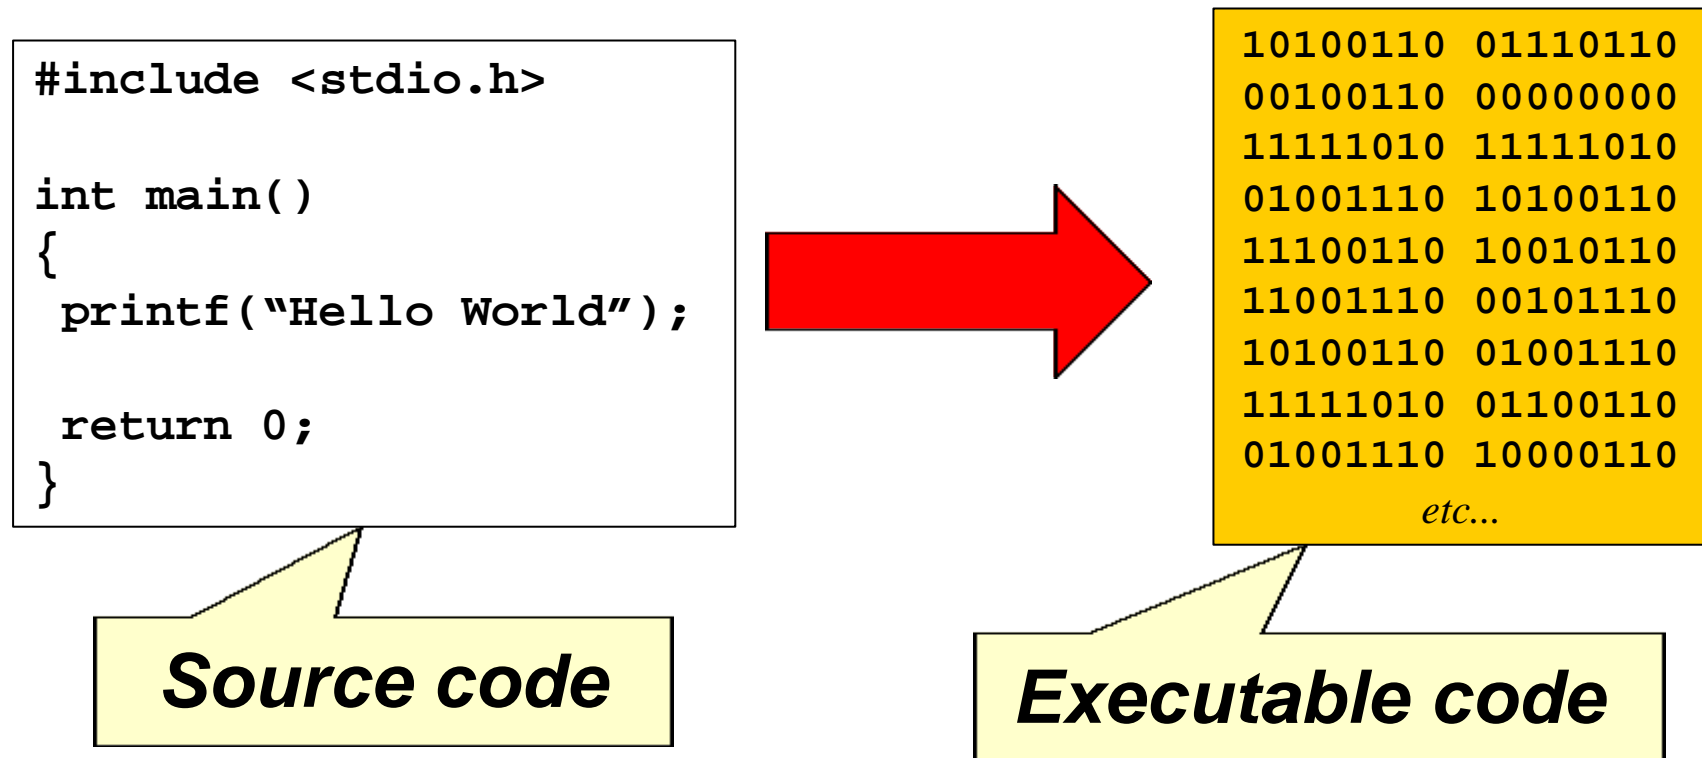 #include <stdio.h>
int main()
{
printf(“Hello World”);
return 0;
}
Source code
10100110 01110110
00100110 00000000
11111010 11111010
01001110 10100110
11100110 10010110
11001110 00101110
10100110 01001110
11111010 01100110
01001110 10000110
etc...
Executable code